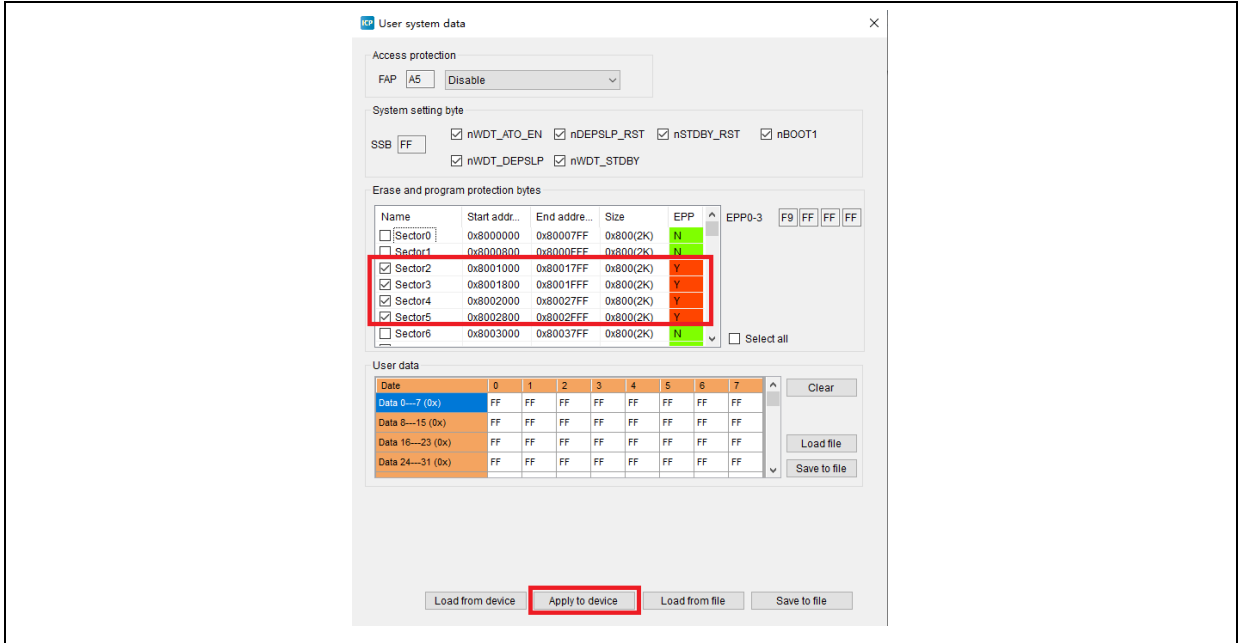 ICP User system data
Access protection
FAP A5 Disable
System setting byte
SSB FF
nWDT_ATO_EN nDEPSLP_RST nSTDBY_RST nBOOT1
nWDT_DEPSLP nWDT_STDBY
Erase and program protection bytes
Name Start addr... End addre... Size EPP
EPP0-3 F9 FF FF FF
Sector0 0x8000000 0x80007FF 0x800(2K) N
Sector1 0x8000800 0x8000FFF 0x800(2K) N
Sector2 0x8001000 0x80017FF 0x800(2K) Y
Sector3 0x8001800 0x8001FFF 0x800(2K) Y
Sector4 0x8002000 0x80027FF 0x800(2K) Y
Sector5 0x8002800 0x8002FFF 0x800(2K) Y
Sector6 0x8003000 0x80037FF 0x800(2K) N
Select all
User data
Date 0 1 2 3 4 5 6 7
Data 0---7 (0x) FF FF FF FF FF FF FF FF
Data 8---15 (0x) FF FF FF FF FF FF FF FF
Data 16---23 (0x) FF FF FF FF FF FF FF FF
Data 24---31 (0x) FF FF FF FF FF FF FF FF
Clear
Load file
Save to file
Load from device Apply to device Load from file Save to file